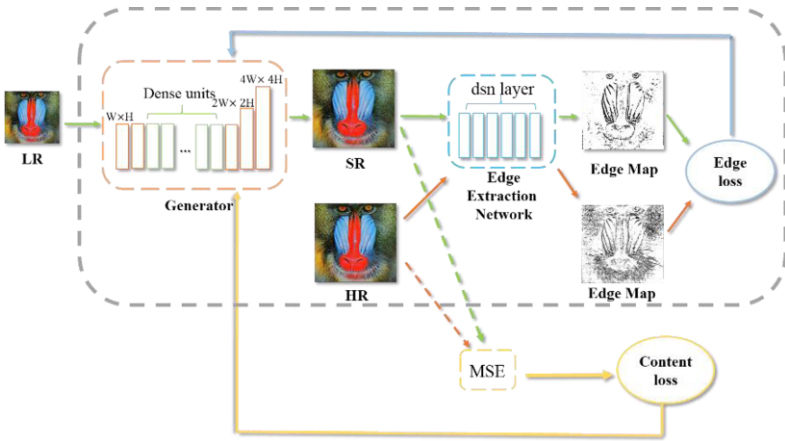 LR
W×H
Dense units
...
2W× 2H
4W× 4H
Generator
SR
HR
dsn layer
Edge
Extraction
Network
Edge Map
Edge Map
Edge
loss
MSE
Content
loss